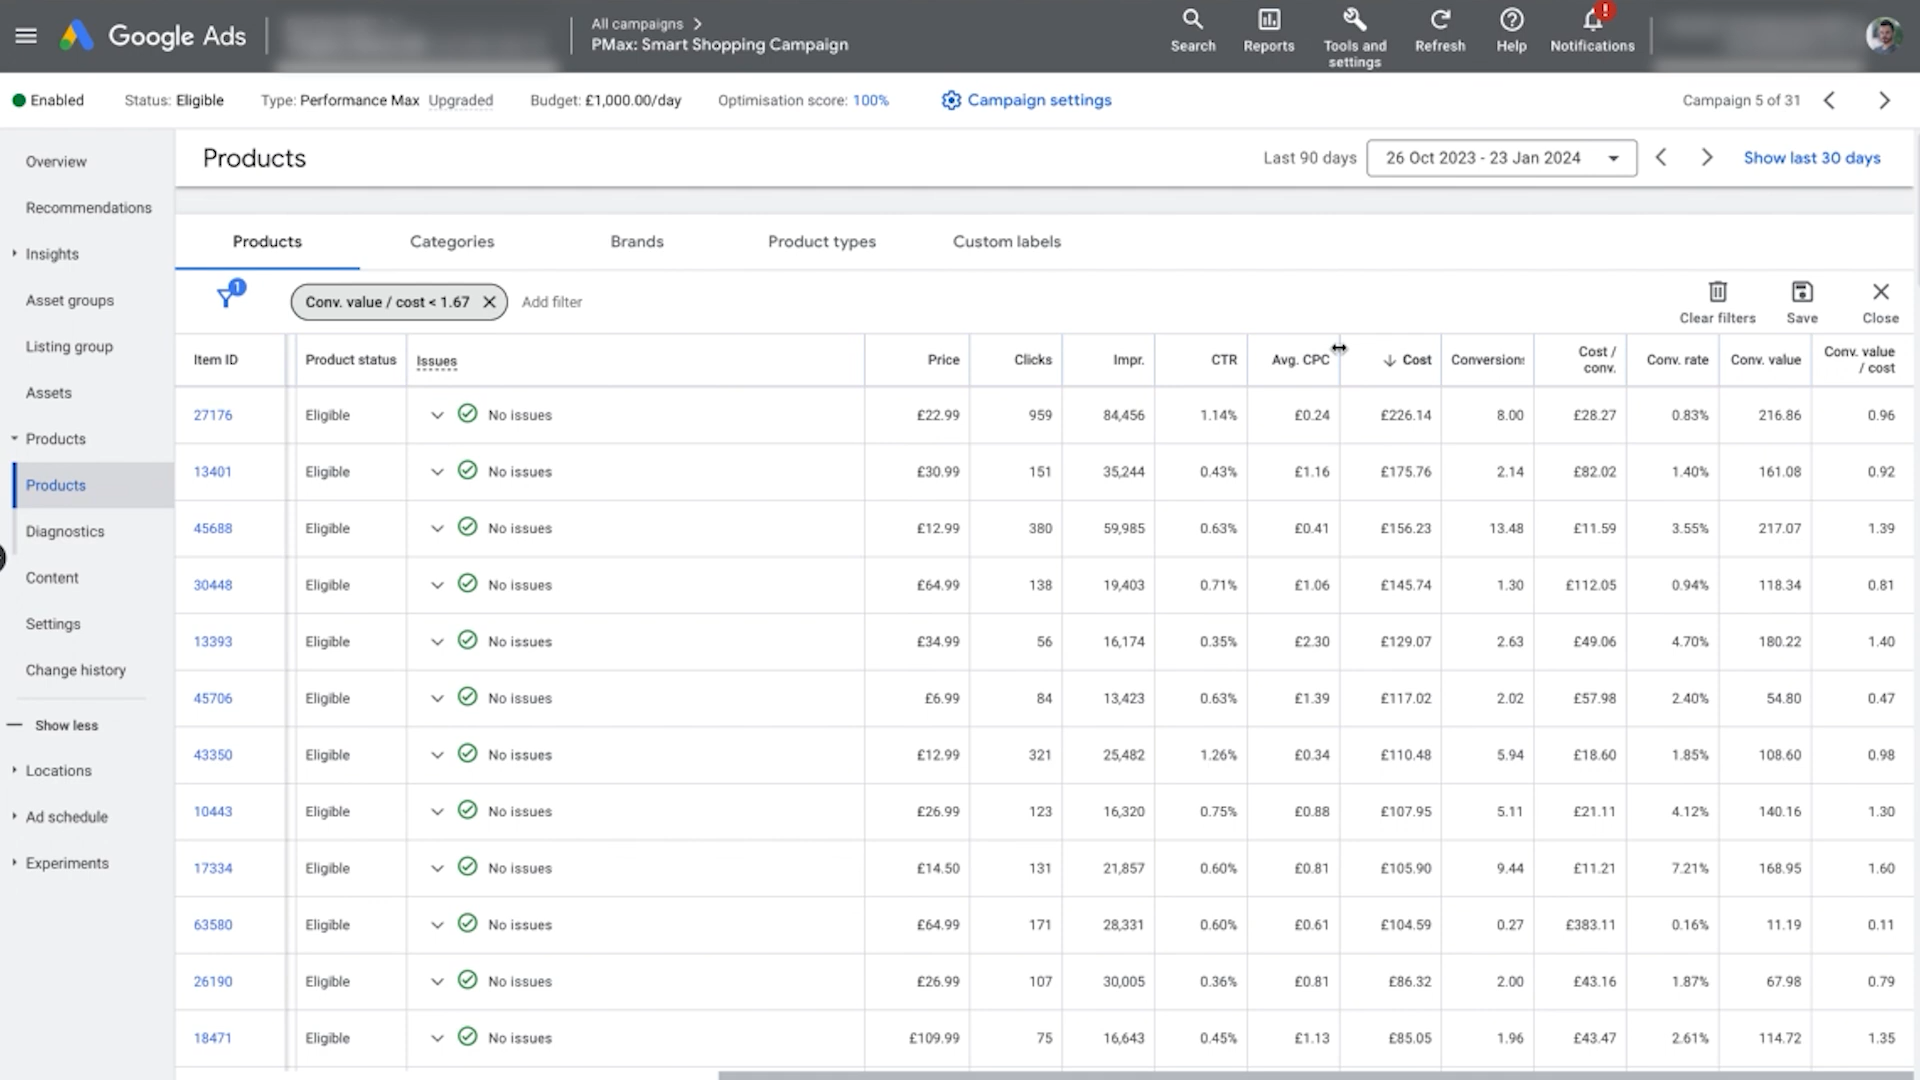 Google Ads
All campaigns
PMax: Smart Shopping Campaign
Search
Reports
Tools and
settings
Refresh
Help
!
Notifications
Enabled Status: Eligible Type: Performance Max Upgraded Budget: £1,000.00/day Optimisation score: 100% Campaign settings Campaign 5 of 31
Overview
Recommendations
Insights
Asset groups
Listing group
Assets
Products
Products
Diagnostics
Content
Settings
Change history
Show less
Locations
Ad schedule
Experiments
Products Last 90 days 26 Oct 2023 - 23 Jan 2024 Show last 30 days
Products Categories Brands Product types Custom labels
1
Conv. value / cost < 1.67 Add filter
Clear filters Save Close
Item ID Product status Issues Price Clicks Impr. CTR Avg. CPC Cost Conversions Cost / conv. Conv. rate Conv. value Conv. value / cost
27176 Eligible No issues £22.99 959 84,456 1.14% £0.24 £226.14 8.00 £28.27 0.83% 216.86 0.96
13401 Eligible No issues £30.99 151 35,244 0.43% £1.16 £175.76 2.14 £82.02 1.40% 161.08 0.92
45688 Eligible No issues £12.99 380 59,985 0.63% £0.41 £156.23 13.48 £11.59 3.55% 217.07 1.39
30448 Eligible No issues £64.99 138 19,403 0.71% £1.06 £145.74 1.30 £112.05 0.94% 118.34 0.81
13393 Eligible No issues £34.99 56 16,174 0.35% £2.30 £129.07 2.63 £49.06 4.70% 180.22 1.40
45706 Eligible No issues £6.99 84 13,423 0.63% £1.39 £117.02 2.02 £57.98 2.40% 54.80 0.47
43350 Eligible No issues £12.99 321 25,482 1.26% £0.34 £110.48 5.94 £18.60 1.85% 108.60 0.98
10443 Eligible No issues £26.99 123 16,320 0.75% £0.88 £107.95 5.11 £21.11 4.12% 140.16 1.30
17334 Eligible No issues £14.50 131 21,857 0.60% £0.81 £105.90 9.44 £11.21 7.21% 168.95 1.60
63580 Eligible No issues £64.99 171 28,331 0.60% £0.61 £104.59 0.27 £383.11 0.16% 11.19 0.11
26190 Eligible No issues £26.99 107 30,005 0.36% £0.81 £86.32 2.00 £43.16 1.87% 67.98 0.79
18471 Eligible No issues £109.99 75 16,643 0.45% £1.13 £85.05 1.96 £43.47 2.61% 114.72 1.35